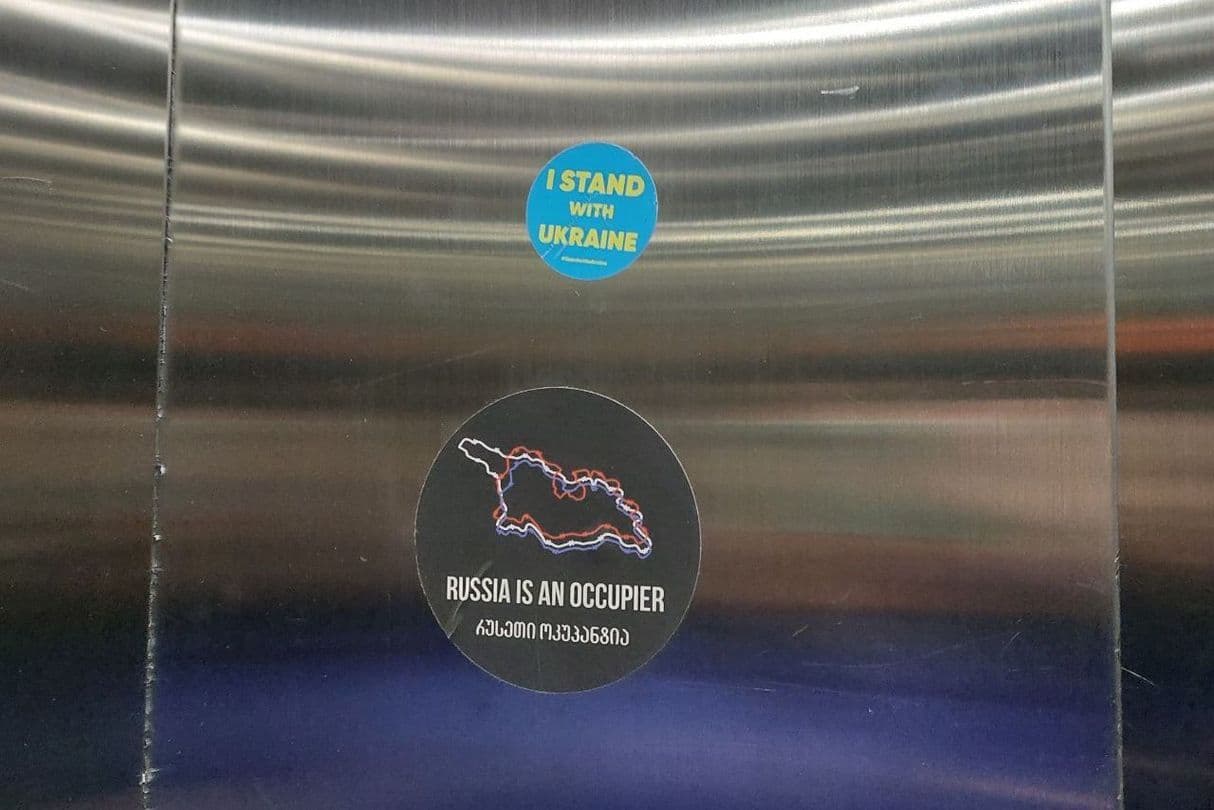 I STAND
WITH
UKRAINE
RUSSIA IS AN OCCUPIER
რუსეთი ოკუპანტია